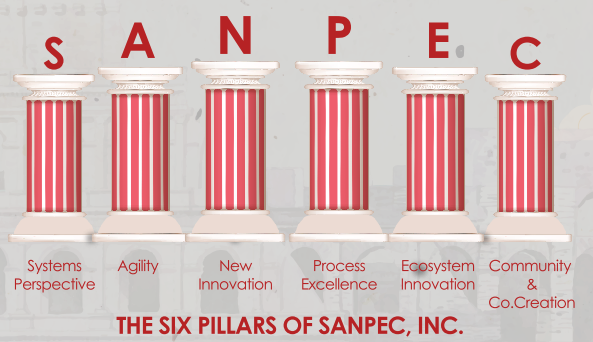 S A N P E C
Systems
Perspective
Agility
New
Innovation
Process
Excellence
Ecosystem
Innovation
Community
&
Co.Creation
THE SIX PILLARS OF SANPEC, INC.